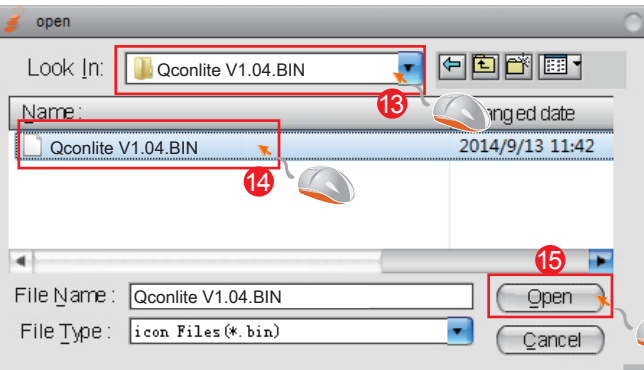 open
Look In: Qconlite V1.04.BIN
13
Name: anged date
Qconlite V1.04.BIN 2014/9/13 11:42
14
15
File Name: Qconlite V1.04.BIN Open
File Type: icon Files(*.bin) Cancel